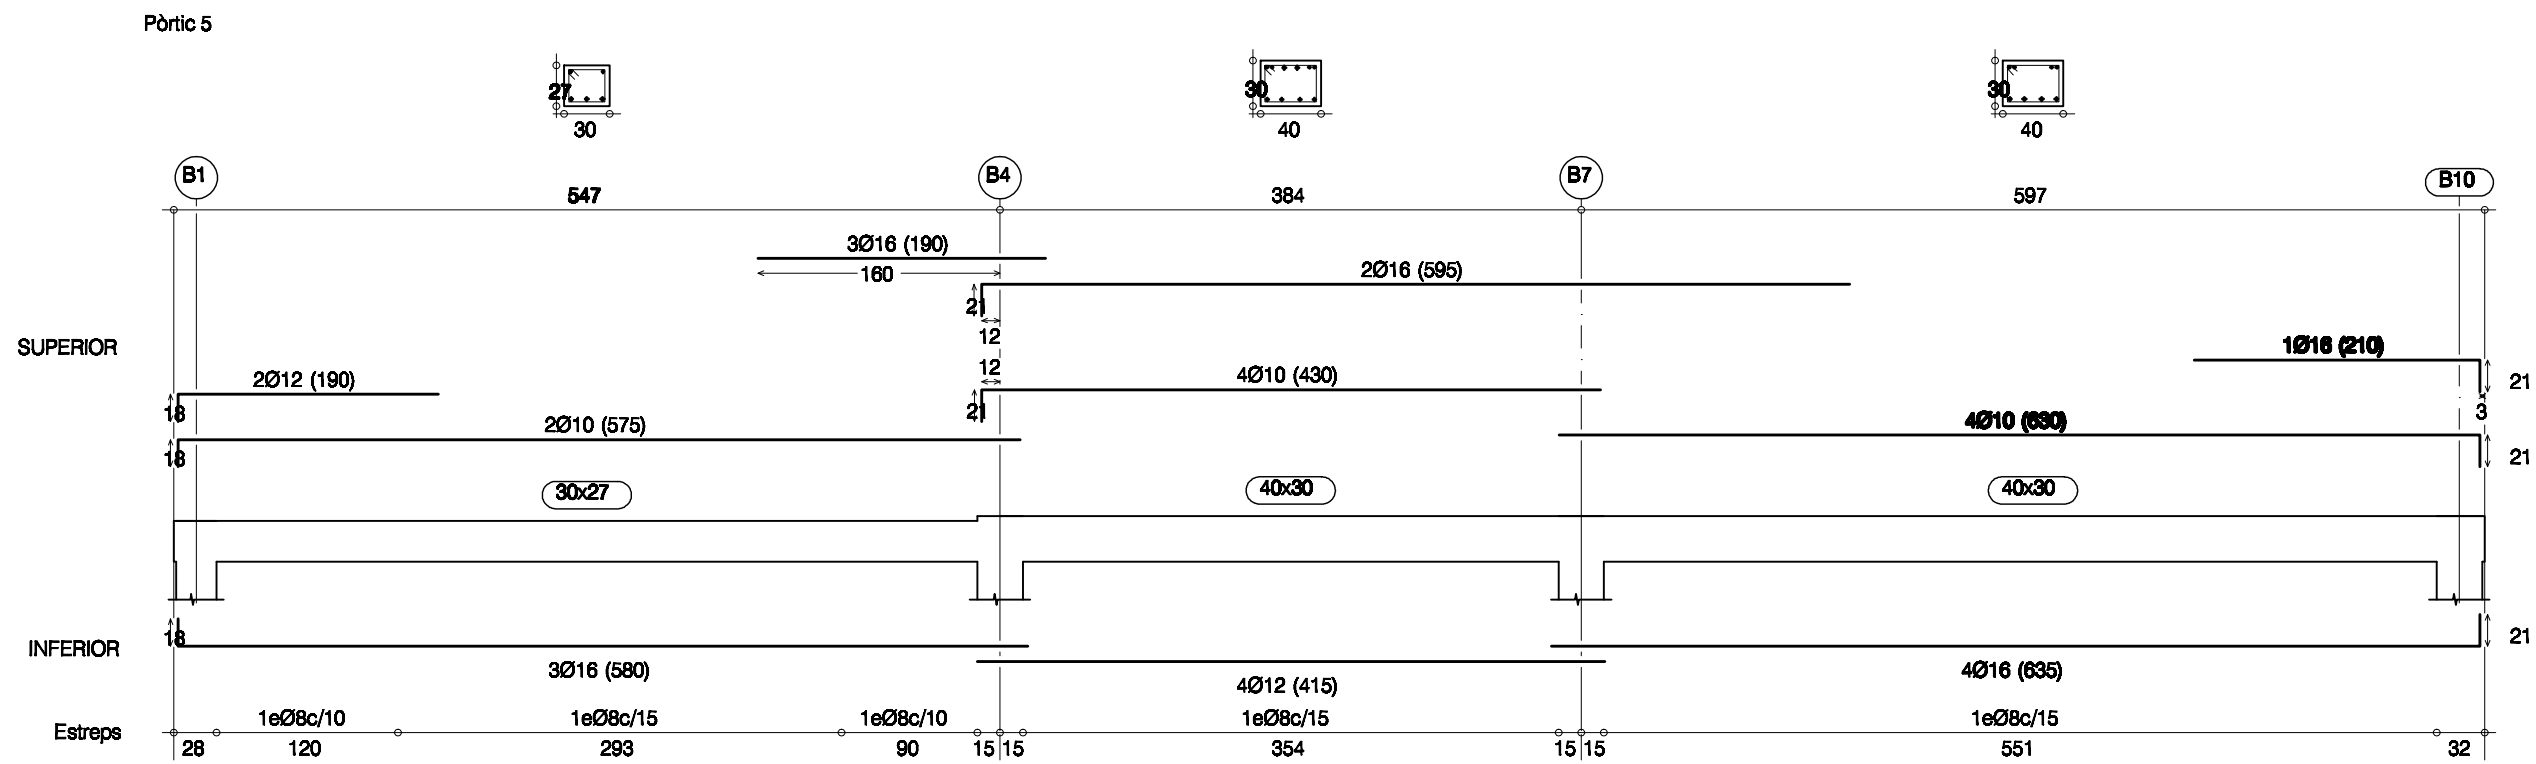 Pòrtic 5
27
30
30
40
30
40
B1
B4
B7
B10
547
384
597
3Ø16 (190)
160
2Ø16 (595)
21
12
SUPERIOR
1Ø16 (210)
21
3
12
2Ø12 (190)
18
4Ø10 (430)
21
2Ø10 (575)
18
4Ø10 (630)
21
30x27
40x30
40x30
INFERIOR
18
21
3Ø16 (580)
4Ø12 (415)
4Ø16 (635)
Estreps
1eØ8c/10
1eØ8c/15
1eØ8c/10
1eØ8c/15
1eØ8c/15
28
120
293
90
15
15
354
15
15
551
32